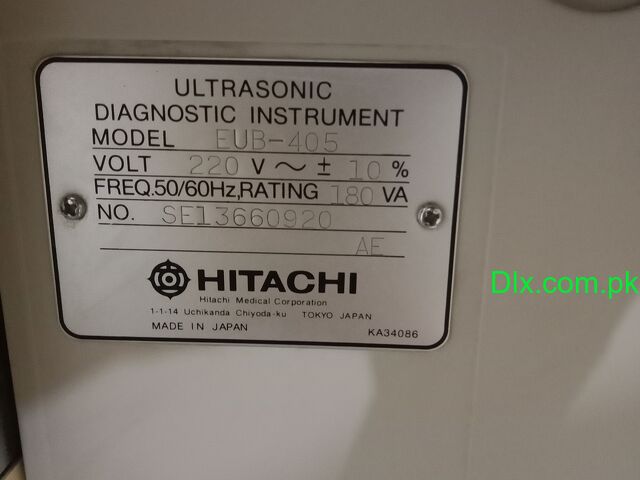 ULTRASONIC
DIAGNOSTIC INSTRUMENT
MODEL EUB-405
VOLT 220 V ~ ± 10 %
FREQ.50/60Hz,RATING 180 VA
NO. SE13660920
AE
HITACHI
Hitachi Medical Corporation
1-1-14 Uchikanda Chiyoda-ku TOKYO JAPAN
MADE IN JAPAN KA34086
Dlx.com.pk